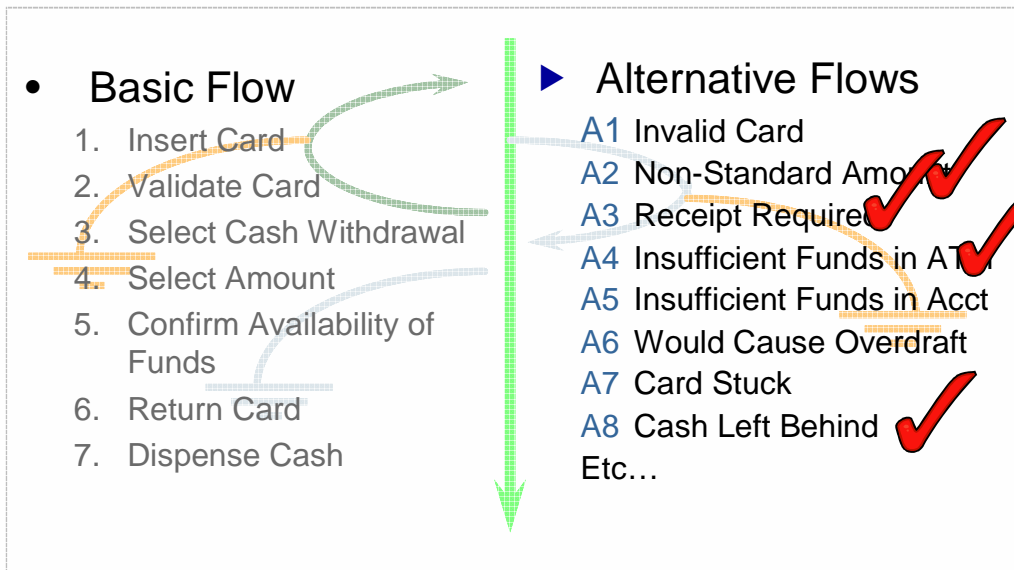 • Basic Flow
1. Insert Card
2. Validate Card
3. Select Cash Withdrawal
4. Select Amount
5. Confirm Availability of
Funds
6. Return Card
7. Dispense Cash
Alternative Flows
A1 Invalid Card
A2 Non-Standard Amount
A3 Receipt Required
A4 Insufficient Funds in ATM
A5 Insufficient Funds in Acct
A6 Would Cause Overdraft
A7 Card Stuck
A8 Cash Left Behind
Etc…